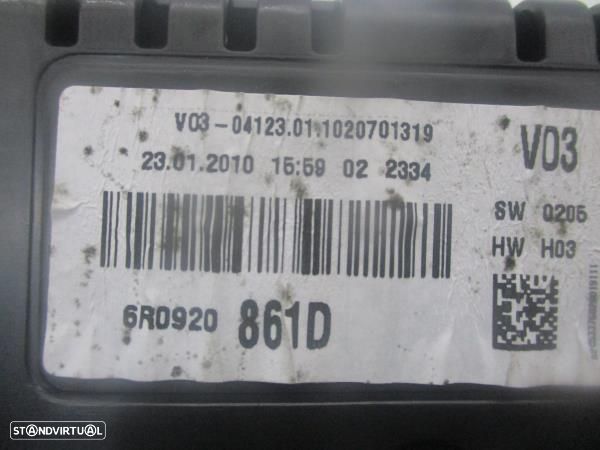 V03-04123.01.1020701319
23.01.2010 15:59 02 2334
V03
SW 0205
HW H03
6R0920 861D
STANDVIRTUAL